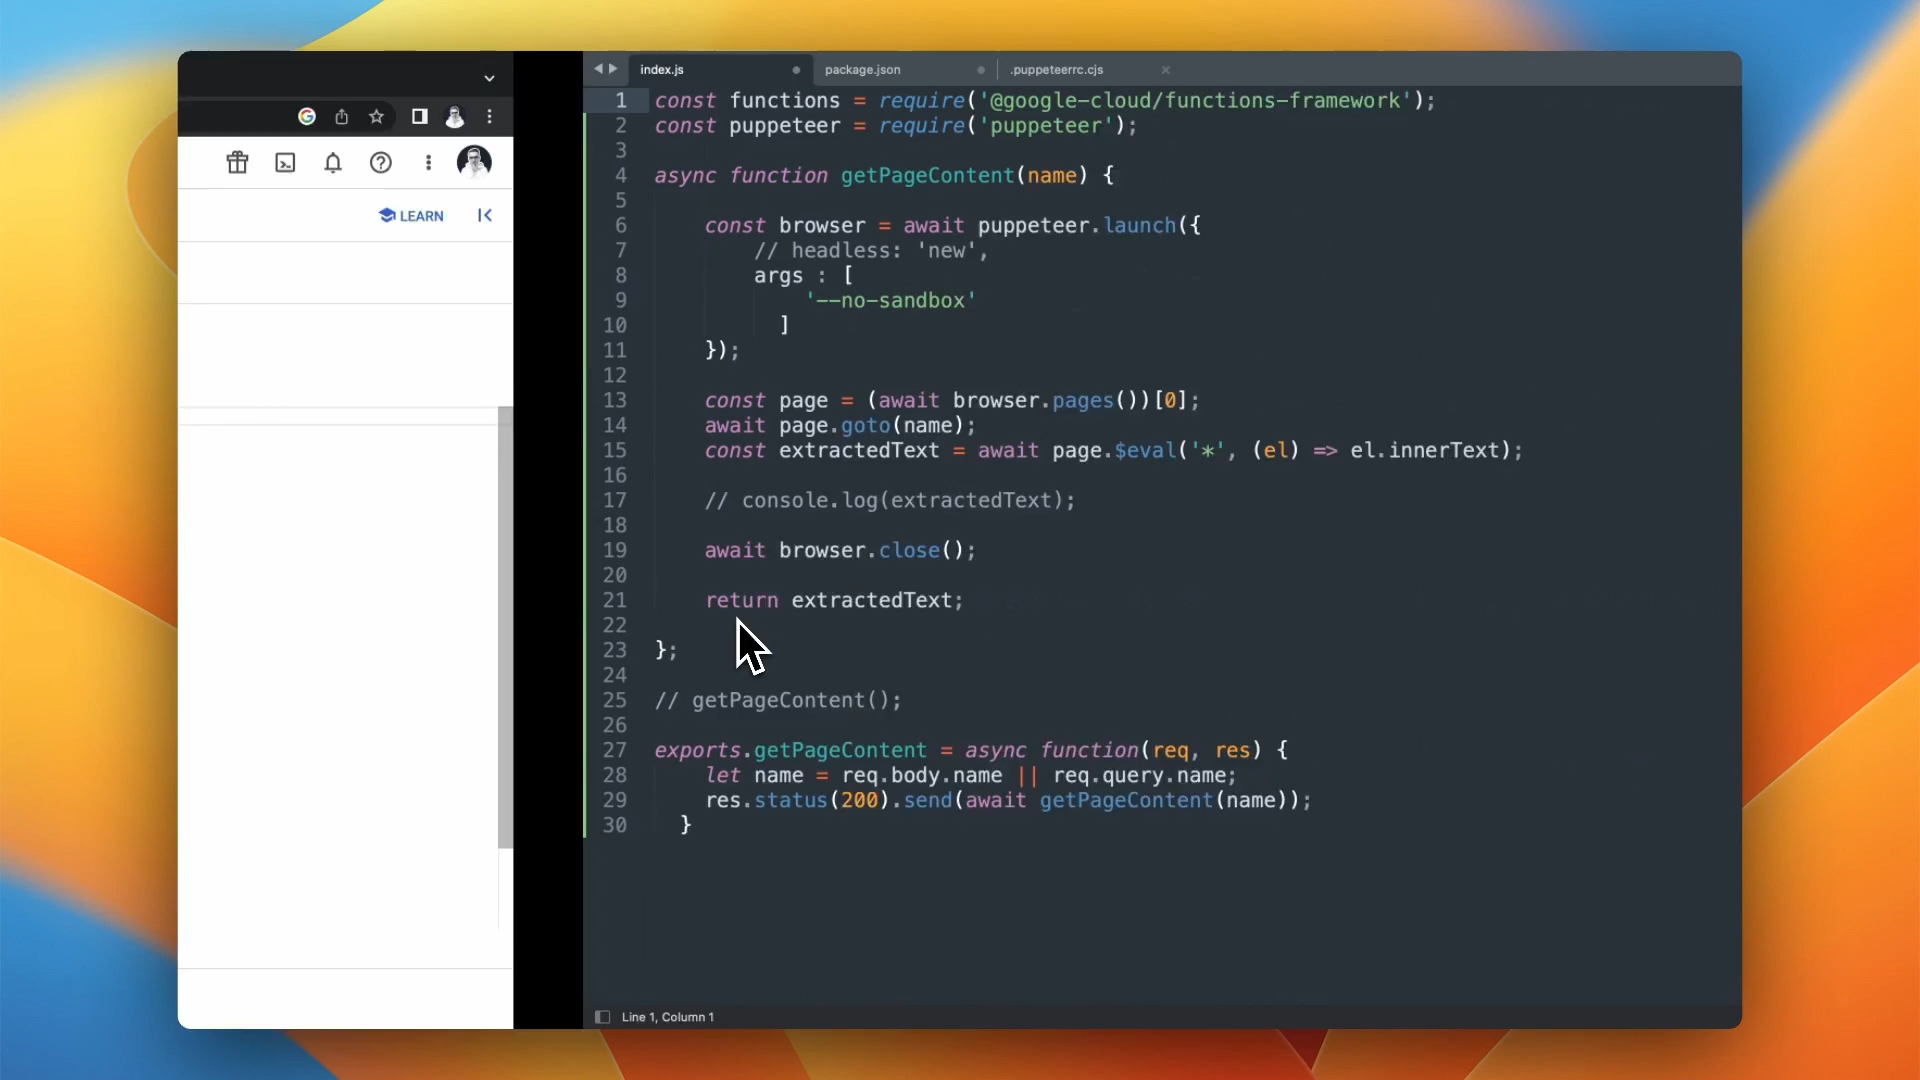 LEARN
index.js
package.json
.puppeteerrc.cjs
1 const functions = require('@google-cloud/functions-framework');
2 const puppeteer = require('puppeteer');
3
4 async function getPageContent(name) {
5
6 const browser = await puppeteer.launch({
7 // headless: 'new',
8 args : [
9 '--no-sandbox'
10 ]
11 });
12
13 const page = (await browser.pages())[0];
14 await page.goto(name);
15 const extractedText = await page.$eval('*', (el) => el.innerText);
16
17 // console.log(extractedText);
18
19 await browser.close();
20
21 return extractedText;
22
23 };
24
25 // getPageContent();
26
27 exports.getPageContent = async function(req, res) {
28 let name = req.body.name || req.query.name;
29 res.status(200).send(await getPageContent(name));
30 }
Line 1, Column 1